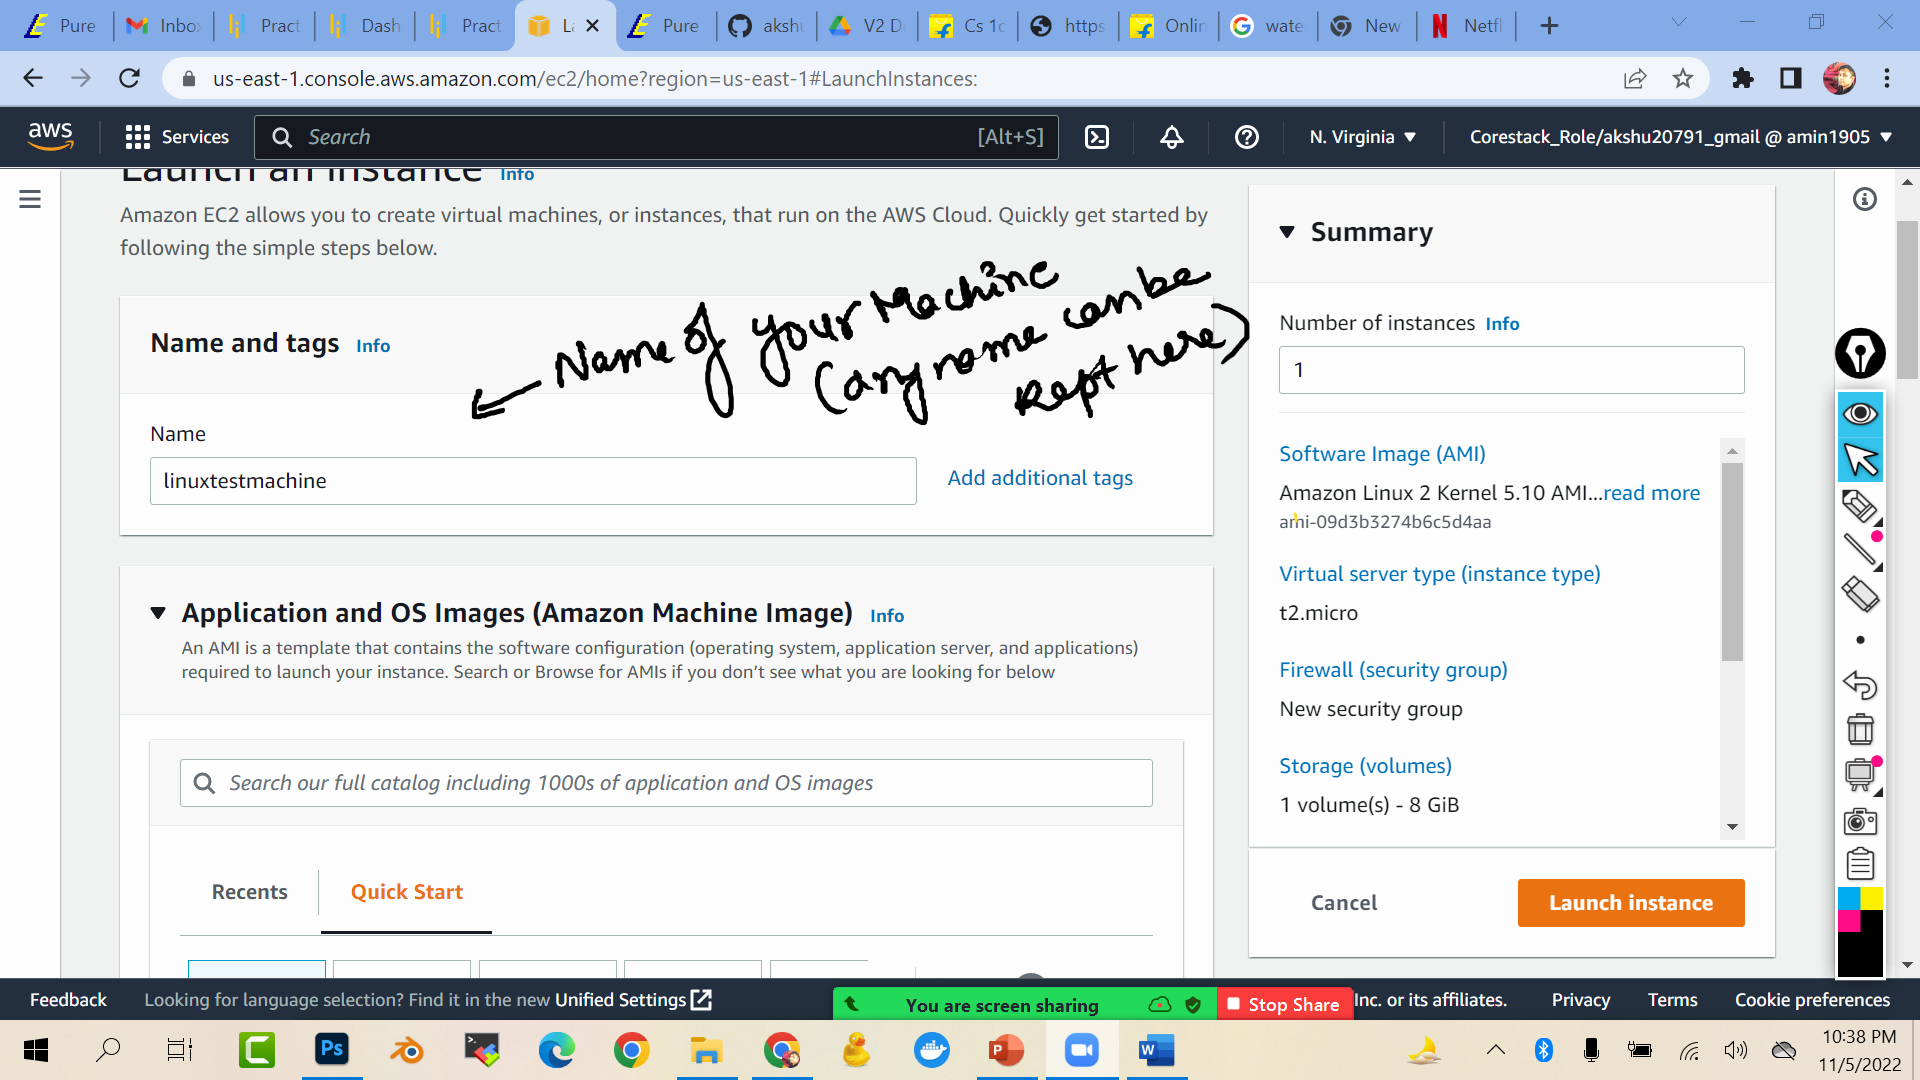 Pure
Inbo
Pract
Dash
Pract
La
Pure
akshu
V2 D
Cs 1c
https
Onlin
wate
New
Netfl
us-east-1.console.aws.amazon.com/ec2/home?region=us-east-1#LaunchInstances:
aws
Services
Search
[Alt+S]
N. Virginia
Corestack_Role/akshu20791_gmail @ amin1905
Launch an instance Info
Amazon EC2 allows you to create virtual machines, or instances, that run on the AWS Cloud. Quickly get started by
following the simple steps below.
Name of your Machine
(any name can be
kept here)
Name and tags Info
Name
linuxtestmachine
Add additional tags
Application and OS Images (Amazon Machine Image) Info
An AMI is a template that contains the software configuration (operating system, application server, and applications)
required to launch your instance. Search or Browse for AMIs if you don't see what you are looking for below
Search our full catalog including 1000s of application and OS images
Recents
Quick Start
Summary
Number of instances Info
1
Software Image (AMI)
Amazon Linux 2 Kernel 5.10 AMI...read more
ami-09d3b3274b6c5d4aa
Virtual server type (instance type)
t2.micro
Firewall (security group)
New security group
Storage (volumes)
1 volume(s) - 8 GiB
Cancel
Launch instance
Feedback
Looking for language selection? Find it in the new Unified Settings
You are screen sharing
Stop Share
Inc. or its affiliates.
Privacy
Terms
Cookie preferences
Ps
P
W
10:38 PM
11/5/2022